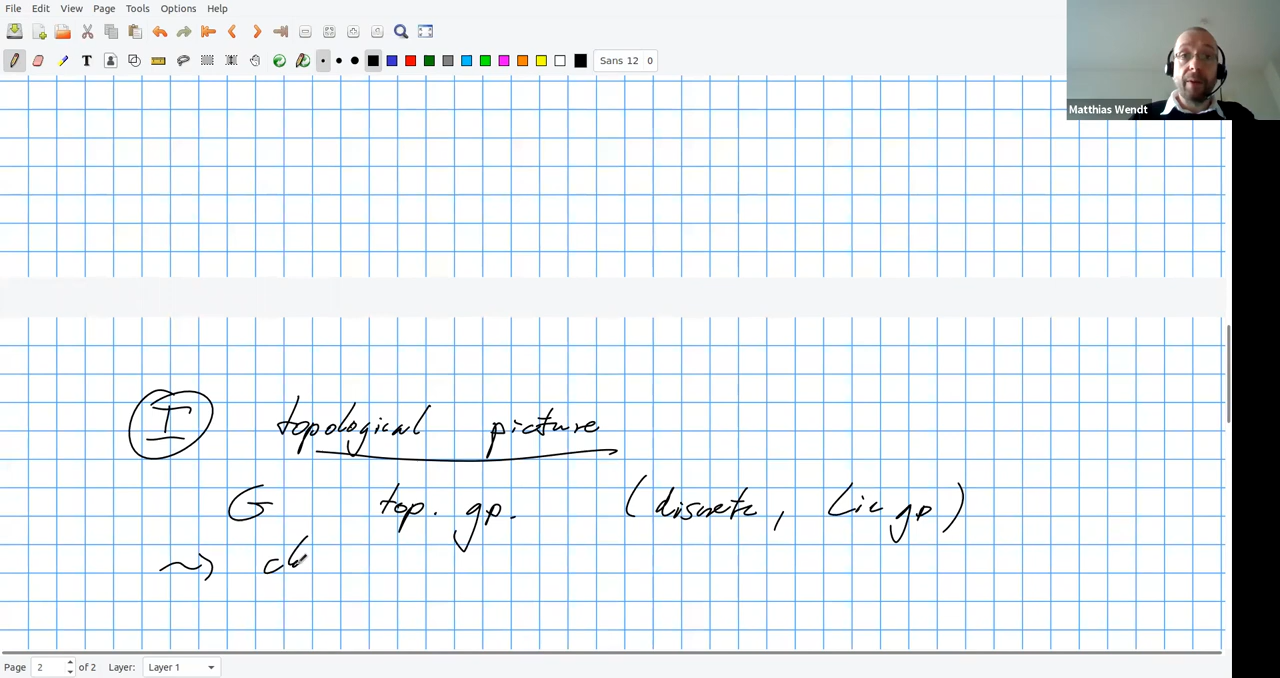 File Edit View Page Tools Options Help
Sans 12 0
Matthias Wendt
I topological picture
G top. gp. (discrete, Lie gp)
⇝ cla
Page 2 of 2 Layer: Layer 1